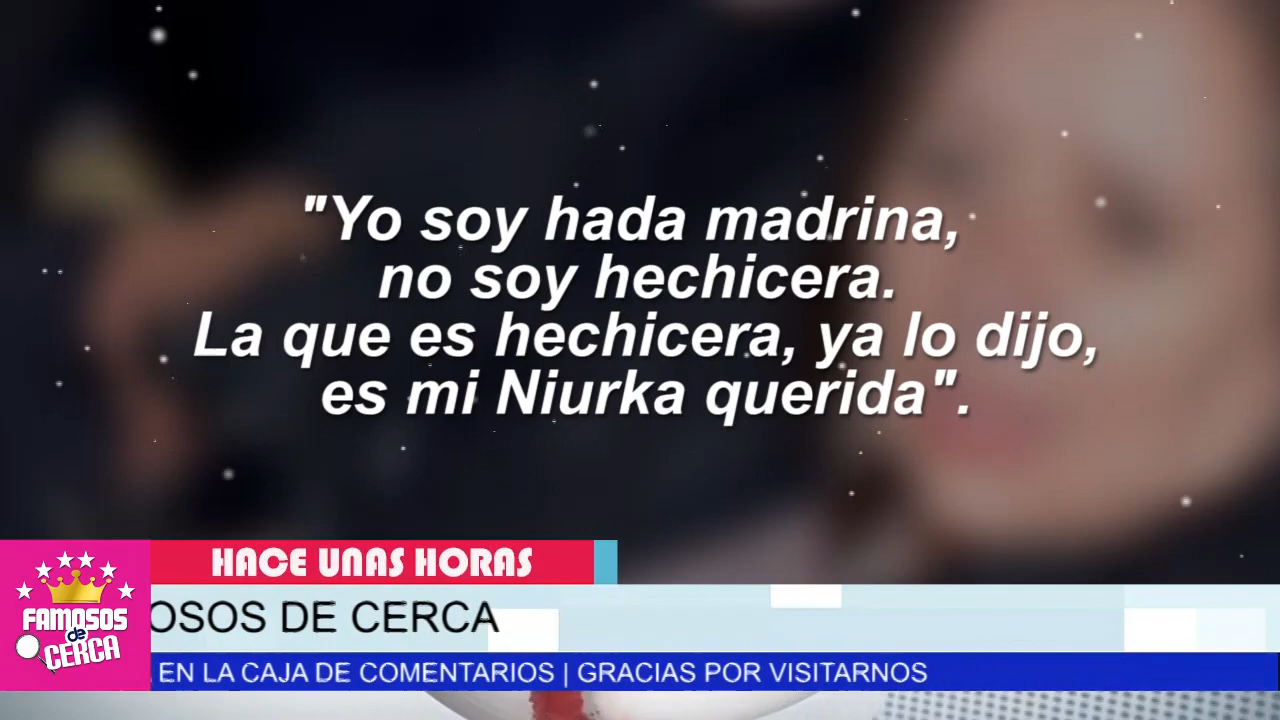 "Yo soy hada madrina,
no soy hechicera.
La que es hechicera, ya lo dijo,
es mi Niurka querida".
HACE UNAS HORAS
OSOS DE CERCA
FAMOSOS
de
CERCA
EN LA CAJA DE COMENTARIOS | GRACIAS POR VISITARNOS